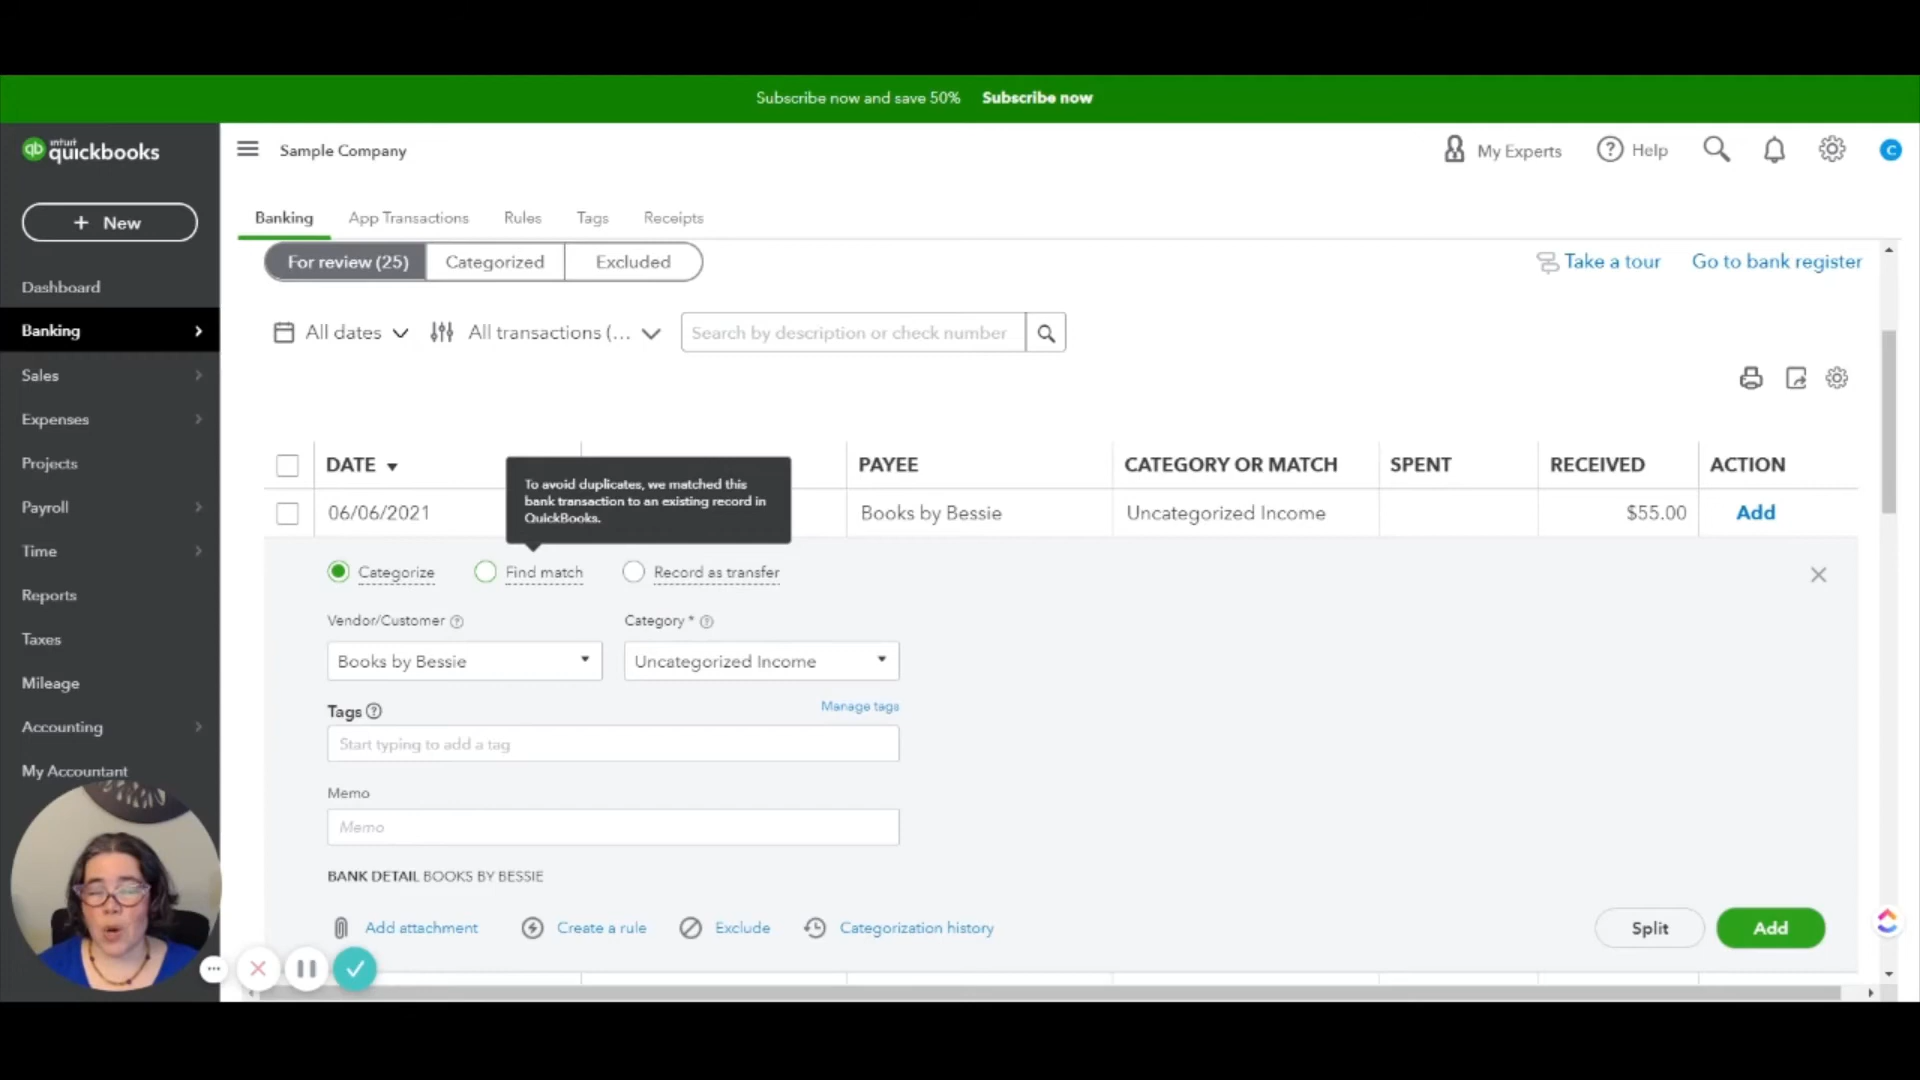 Subscribe now and save 50% Subscribe now
intuit quickbooks
Sample Company
My Experts
Help
C
+ New
Dashboard
Banking
Sales
Expenses
Projects
Payroll
Time
Reports
Taxes
Mileage
Accounting
My Accountant
Banking App Transactions Rules Tags Receipts
For review (25) Categorized Excluded
Take a tour Go to bank register
All dates All transactions (... Search by description or check number
DATE PAYEE CATEGORY OR MATCH SPENT RECEIVED ACTION
To avoid duplicates, we matched this
bank transaction to an existing record in
QuickBooks.
06/06/2021 Books by Bessie Uncategorized Income $55.00 Add
Categorize Find match Record as transfer
Vendor/Customer Category *
Books by Bessie Uncategorized Income
Tags Manage tags
Start typing to add a tag
Memo
Memo
BANK DETAIL BOOKS BY BESSIE
Add attachment Create a rule Exclude Categorization history
Split Add